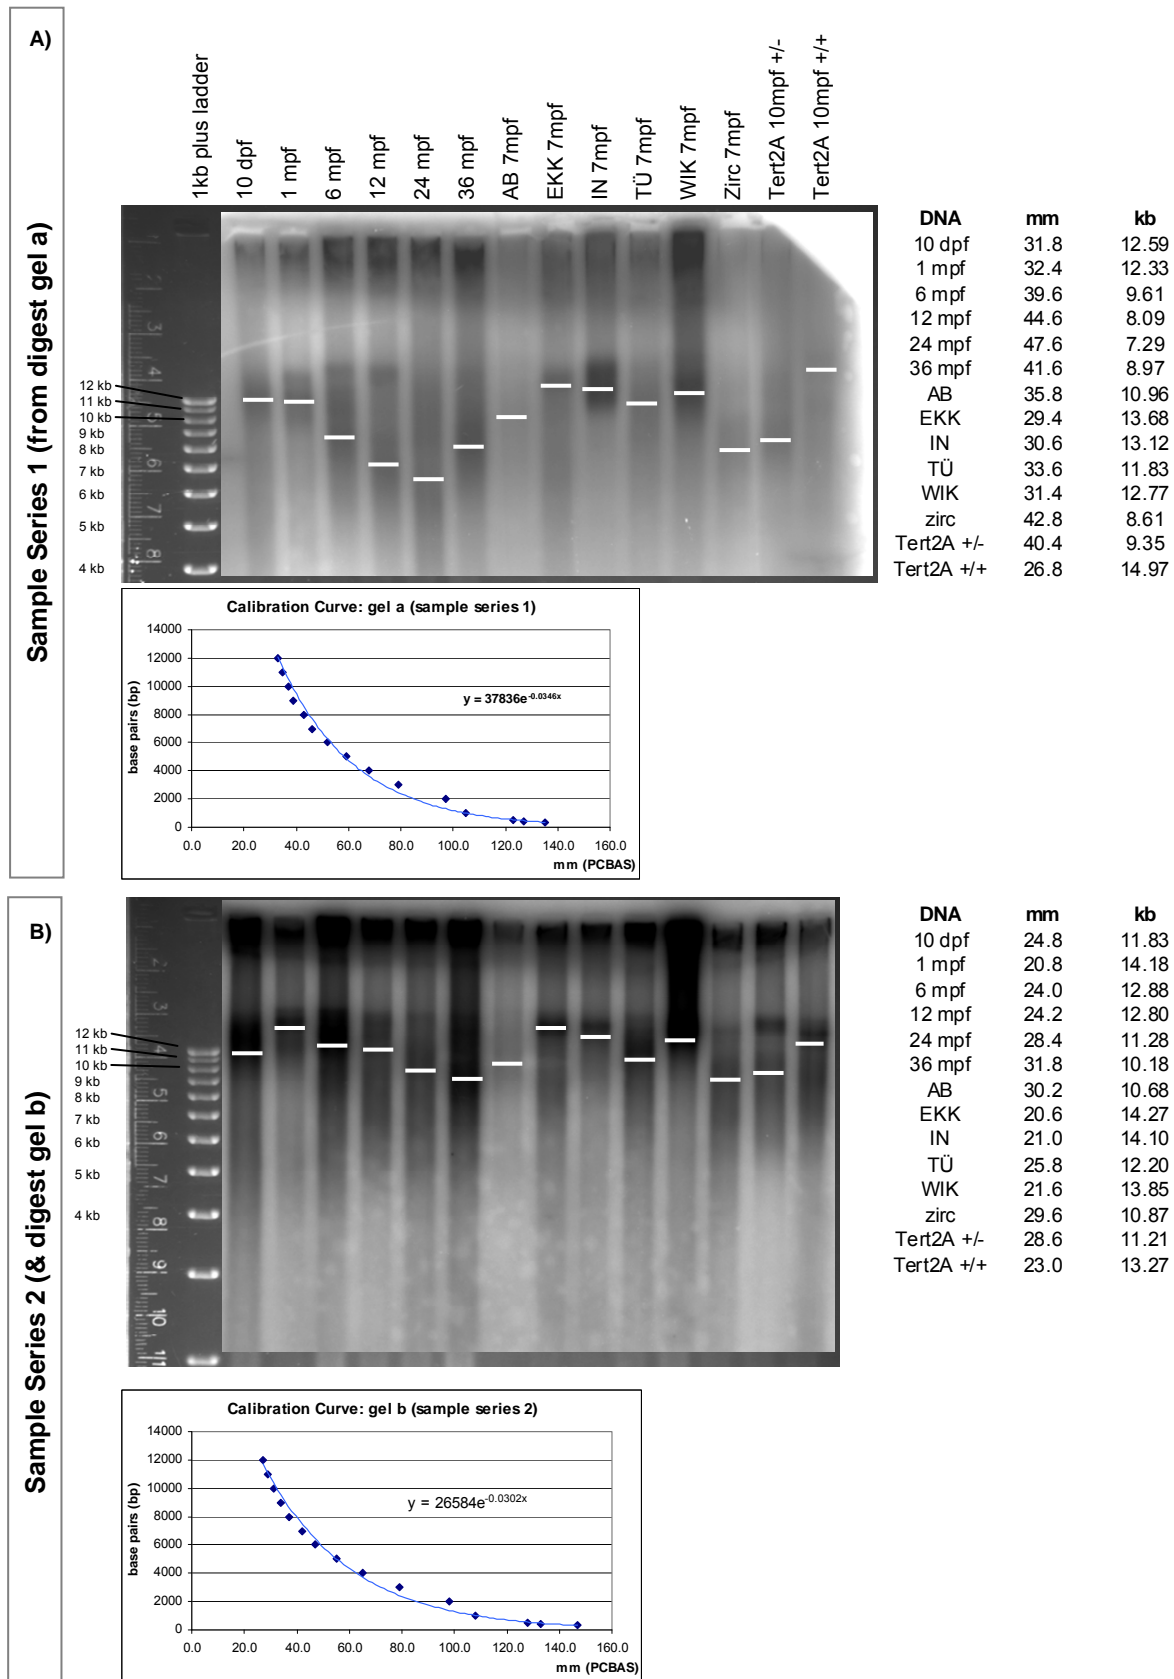 Sample Series 1 (from digest gel a)
A)
1kb plus ladder
10 dpf
1 mpf
6 mpf
12 mpf
24 mpf
36 mpf
AB 7mpf
EKK 7mpf
IN 7mpf
TÜ 7mpf
WIK 7mpf
Zirc 7mpf
Tert2A 10mpf +/-
Tert2A 10mpf +/+
12 kb
11 kb
10 kb
9 kb
8 kb
7 kb
6 kb
5 kb
4 kb
3
4
5
6
7
8
DNA mm kb
10 dpf 31.8 12.59
1 mpf 32.4 12.33
6 mpf 39.6 9.61
12 mpf 44.6 8.09
24 mpf 47.6 7.29
36 mpf 41.6 8.97
AB 35.8 10.96
EKK 29.4 13.68
IN 30.6 13.12
TÜ 33.6 11.83
WIK 31.4 12.77
zirc 42.8 8.61
Tert2A +/- 40.4 9.35
Tert2A +/+ 26.8 14.97
Calibration Curve: gel a (sample series 1)
base pairs (bp)
14000
12000
10000
8000
6000
4000
2000
0
y = 37836e^-0.0346x
0.0 20.0 40.0 60.0 80.0 100.0 120.0 140.0 160.0
mm (PCBAS)
Sample Series 2 (& digest gel b)
B)
12 kb
11 kb
10 kb
9 kb
8 kb
7 kb
6 kb
5 kb
4 kb
3
4
5
6
7
8
9
10
11
DNA mm kb
10 dpf 24.8 11.83
1 mpf 20.8 14.18
6 mpf 24.0 12.88
12 mpf 24.2 12.80
24 mpf 28.4 11.28
36 mpf 31.8 10.18
AB 30.2 10.68
EKK 20.6 14.27
IN 21.0 14.10
TÜ 25.8 12.20
WIK 21.6 13.85
zirc 29.6 10.87
Tert2A +/- 28.6 11.21
Tert2A +/+ 23.0 13.27
Calibration Curve: gel b (sample series 2)
base pairs (bp)
14000
12000
10000
8000
6000
4000
2000
0
y = 26584e^-0.0302x
0.0 20.0 40.0 60.0 80.0 100.0 120.0 140.0 160.0
mm (PCBAS)